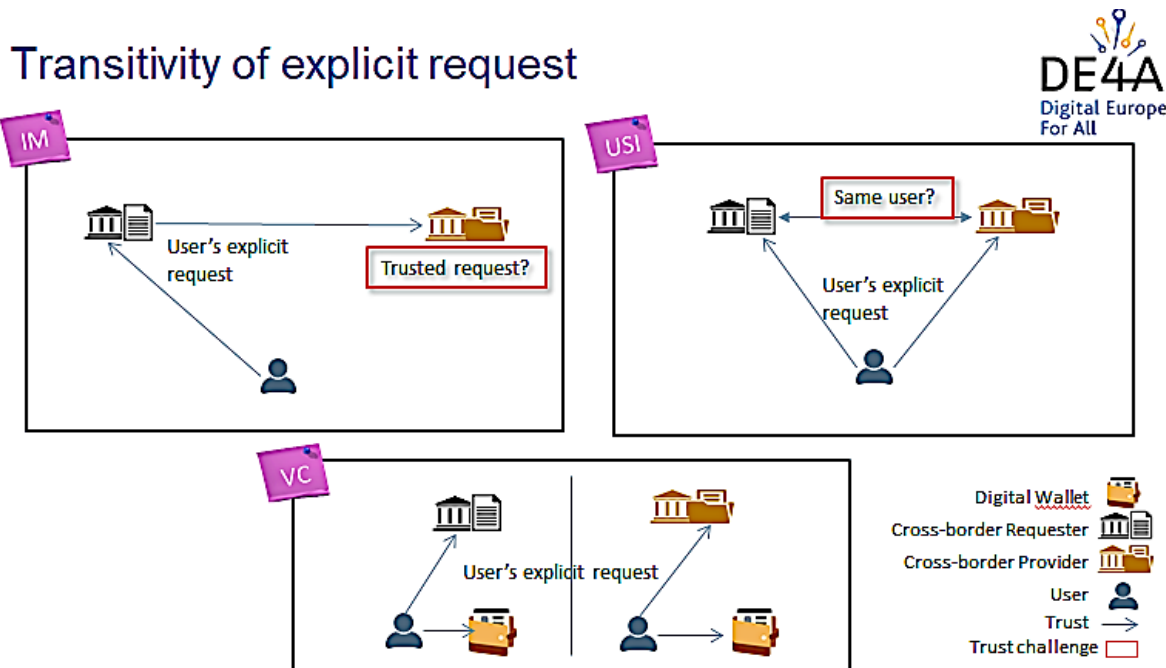 Transitivity of explicit request
DE4A
Digital Europe
For All
IM
User's explicit
request
Trusted request?
USI
Same user?
User's explicit
request
VC
User's explicit request
Digital Wallet
Cross-border Requester
Cross-border Provider
User
Trust
Trust challenge